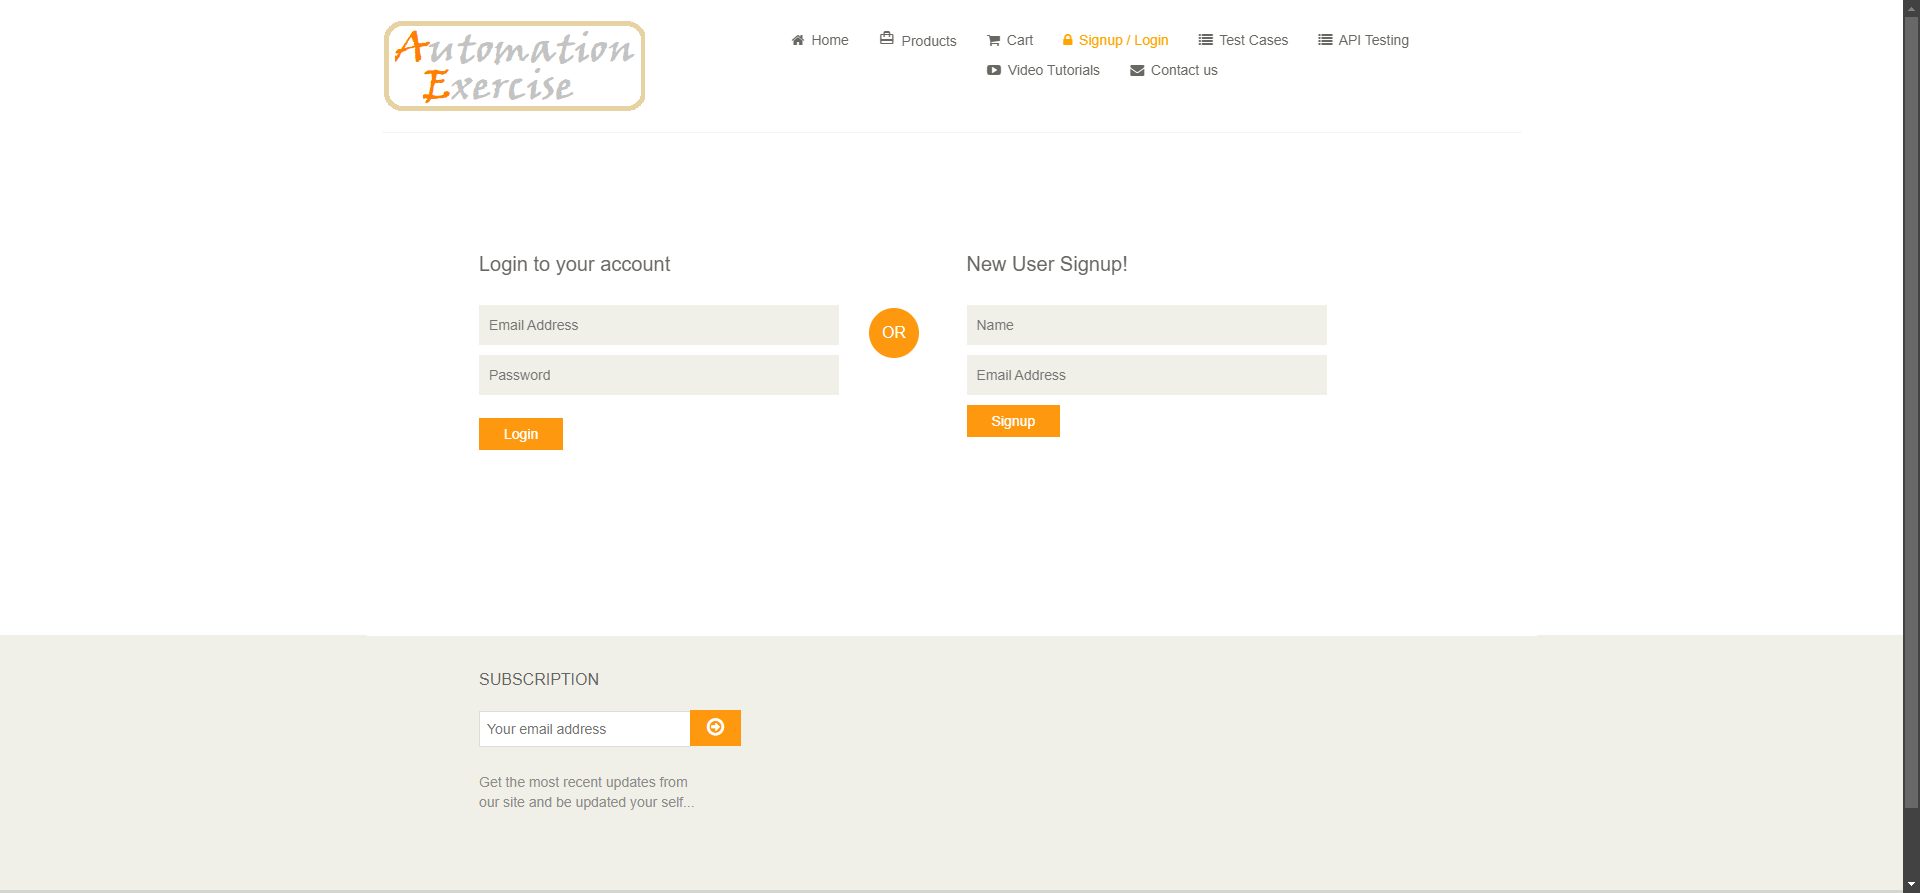 Automation
Exercise
Home Products Cart Signup / Login Test Cases API Testing
Video Tutorials Contact us
Login to your account
Email Address
Password
Login
OR
New User Signup!
Name
Email Address
Signup
SUBSCRIPTION
Your email address
Get the most recent updates from
our site and be updated your self...